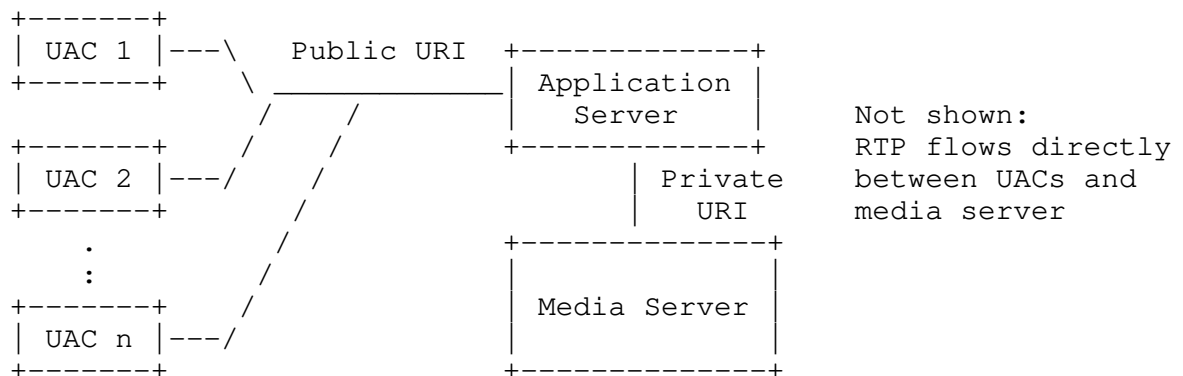 UAC 1
Public URI
Application
Server
UAC 2
Private
URI
Not shown:
RTP flows directly
between UACs and
media server
.
:
UAC n
Media Server